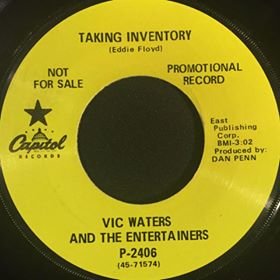 TAKING INVENTORY
(Eddie Floyd)
NOT
FOR SALE
PROMOTIONAL
RECORD
Capitol
RECORDS
East
Publishing
Corp.
BMI-3:02
Produced by:
DAN PENN
VIC WATERS
AND THE ENTERTAINERS
P-2406
(45-71574)